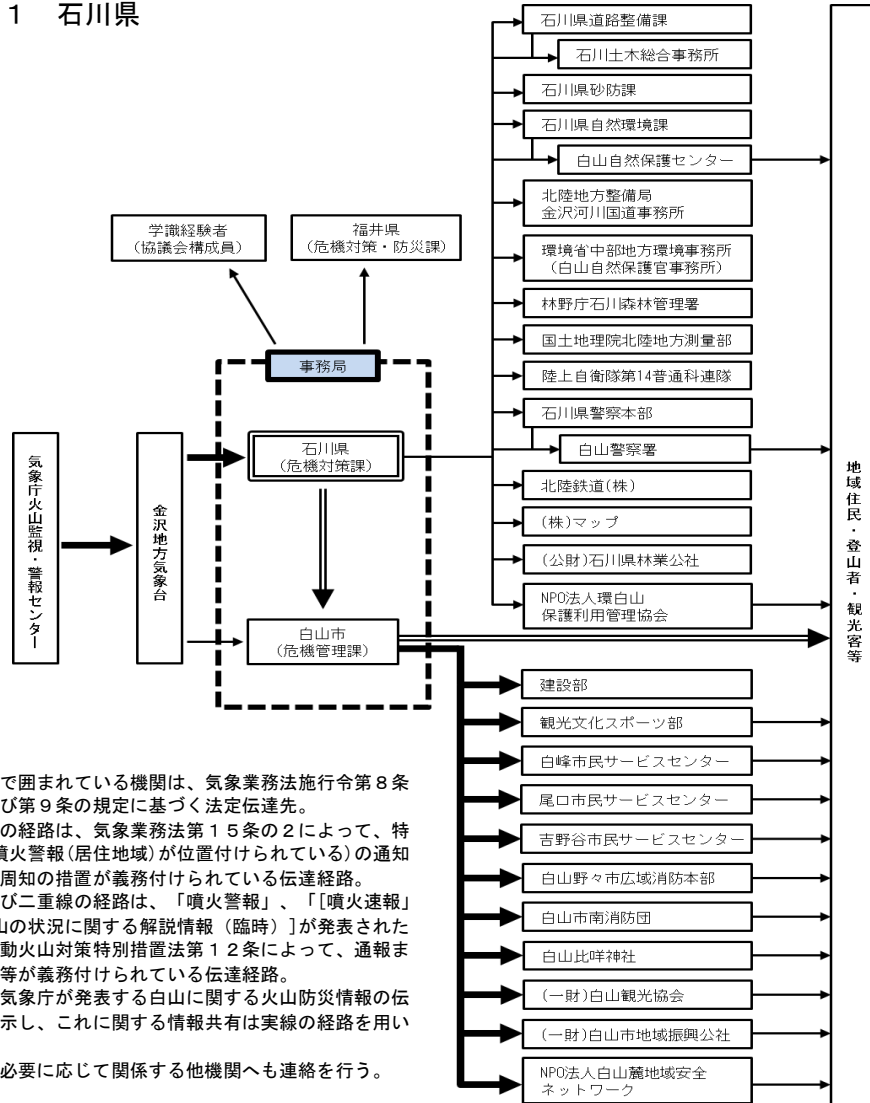 1 石川県
石川県道路整備課
石川土木総合事務所
石川県砂防課
石川県自然環境課
白山自然保護センター
北陸地方整備局
金沢河川国道事務所
環境省中部地方環境事務所
(白山自然保護官事務所)
林野庁石川森林管理署
国土地理院北陸地方測量部
陸上自衛隊第14普通科連隊
石川県警察本部
白山警察署
北陸鉄道(株)
(株)マップ
(公財)石川県林業公社
NPO法人環白山
保護利用管理協会
学識経験者
(協議会構成員)
福井県
(危機対策・防災課)
事務局
石川県
(危機対策課)
白山市
(危機管理課)
気象庁火山監視・警報センター
金沢地方気象台
地域住民・登山者・観光客等
建設部
観光文化スポーツ部
白峰市民サービスセンター
尾口市民サービスセンター
吉野谷市民サービスセンター
白山野々市広域消防本部
白山市南消防団
白山比咩神社
(一財)白山観光協会
(一財)白山市地域振興公社
NPO法人白山麓地域安全
ネットワーク
で囲まれている機関は、気象業務法施行令第8条
び第9条の規定に基づく法定伝達先。
の経路は、気象業務法第15条の2によって、特
噴火警報(居住地域)が位置付けられている)の通知
周知の措置が義務付けられている伝達経路。
び二重線の経路は、「噴火警報」、「[噴火速報」
山の状況に関する解説情報(臨時)]が発表された
動火山対策特別措置法第12条によって、通報ま
等が義務付けられている伝達経路。
気象庁が発表する白山に関する火山防災情報の伝
示し、これに関する情報共有は実線の経路を用い
必要に応じて関係する他機関へも連絡を行う。